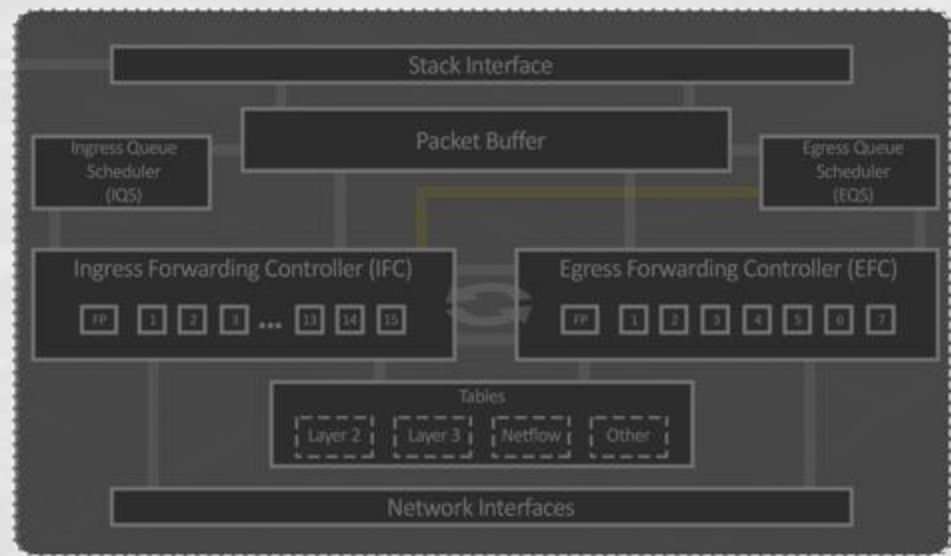 Stack Interface
Packet Buffer
Ingress Queue
Scheduler
(IQS)
Egress Queue
Scheduler
(EQS)
Ingress Forwarding Controller (IFC)
FP 1 2 3 ... 13 14 15
Egress Forwarding Controller (EFC)
FP 1 2 3 4 5 6 7
Tables
Layer 2 Layer 3 Netflow Other
Network Interfaces